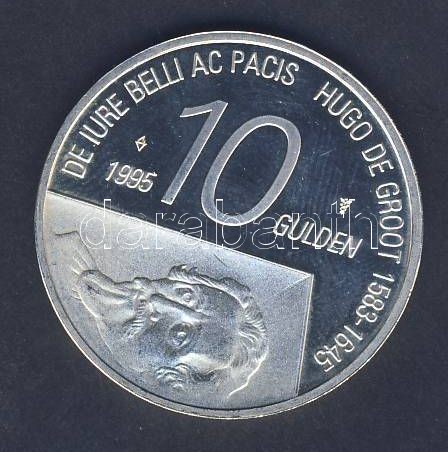 DE IURE BELLI AC PACIS HUGO DE GROOT 1583-1645
10
1995
GULDEN
darabanth